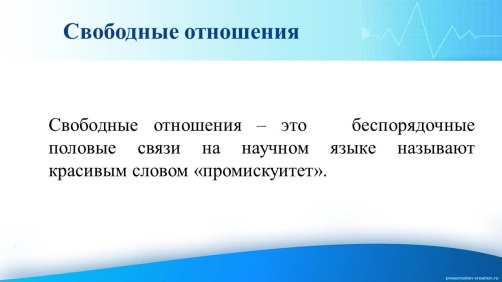 Свободные отношения
Свободные отношения – это беспорядочные
половые связи на научном языке называют
красивым словом «промискуитет».
presentation-creation.ru